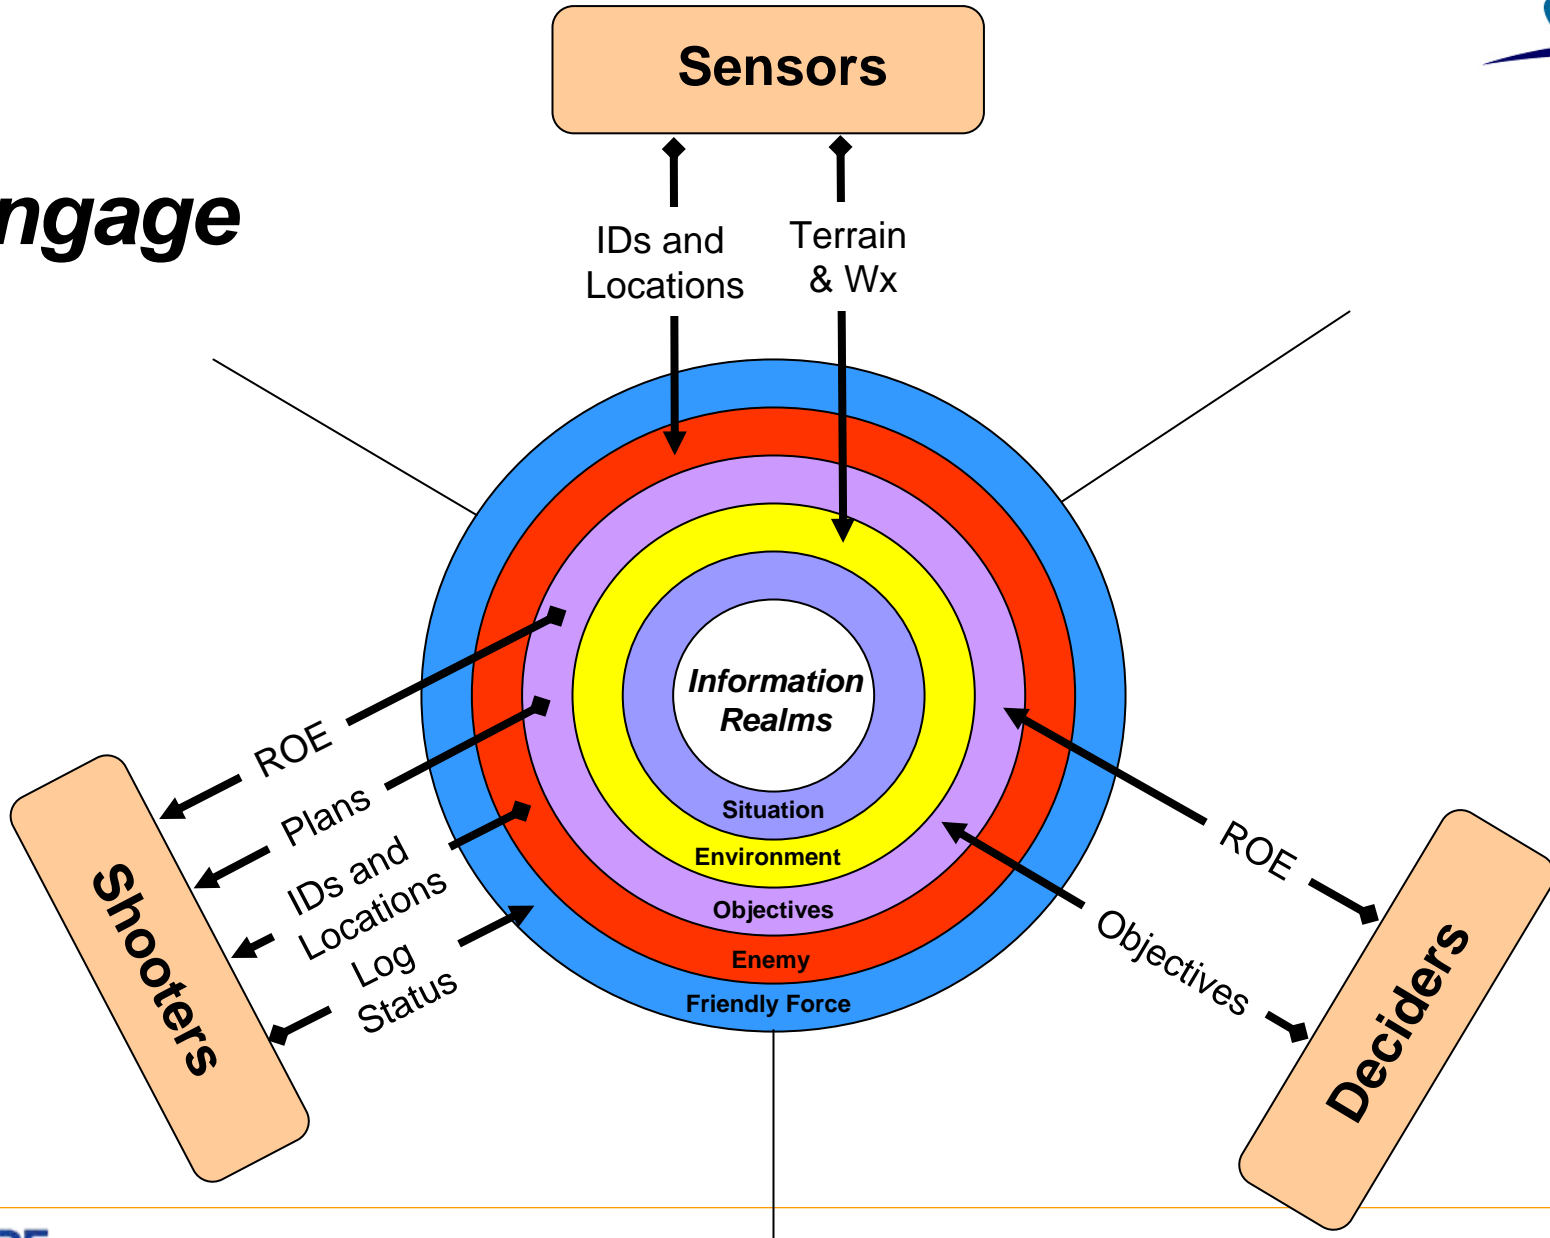 Sensors
ngage
IDs and
Locations
Terrain
& Wx
Information
Realms
Situation
Environment
Objectives
Enemy
Friendly Force
ROE
Plans
IDs and
Locations
Log
Status
Shooters
ROE
Objectives
Deciders